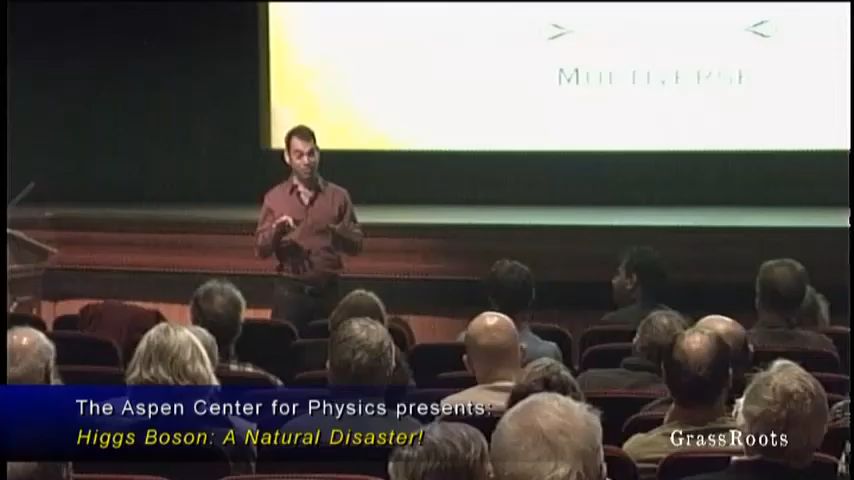 > <
MULTIVERSE
The Aspen Center for Physics presents:
Higgs Boson: A Natural Disaster!
GRASSROOTS